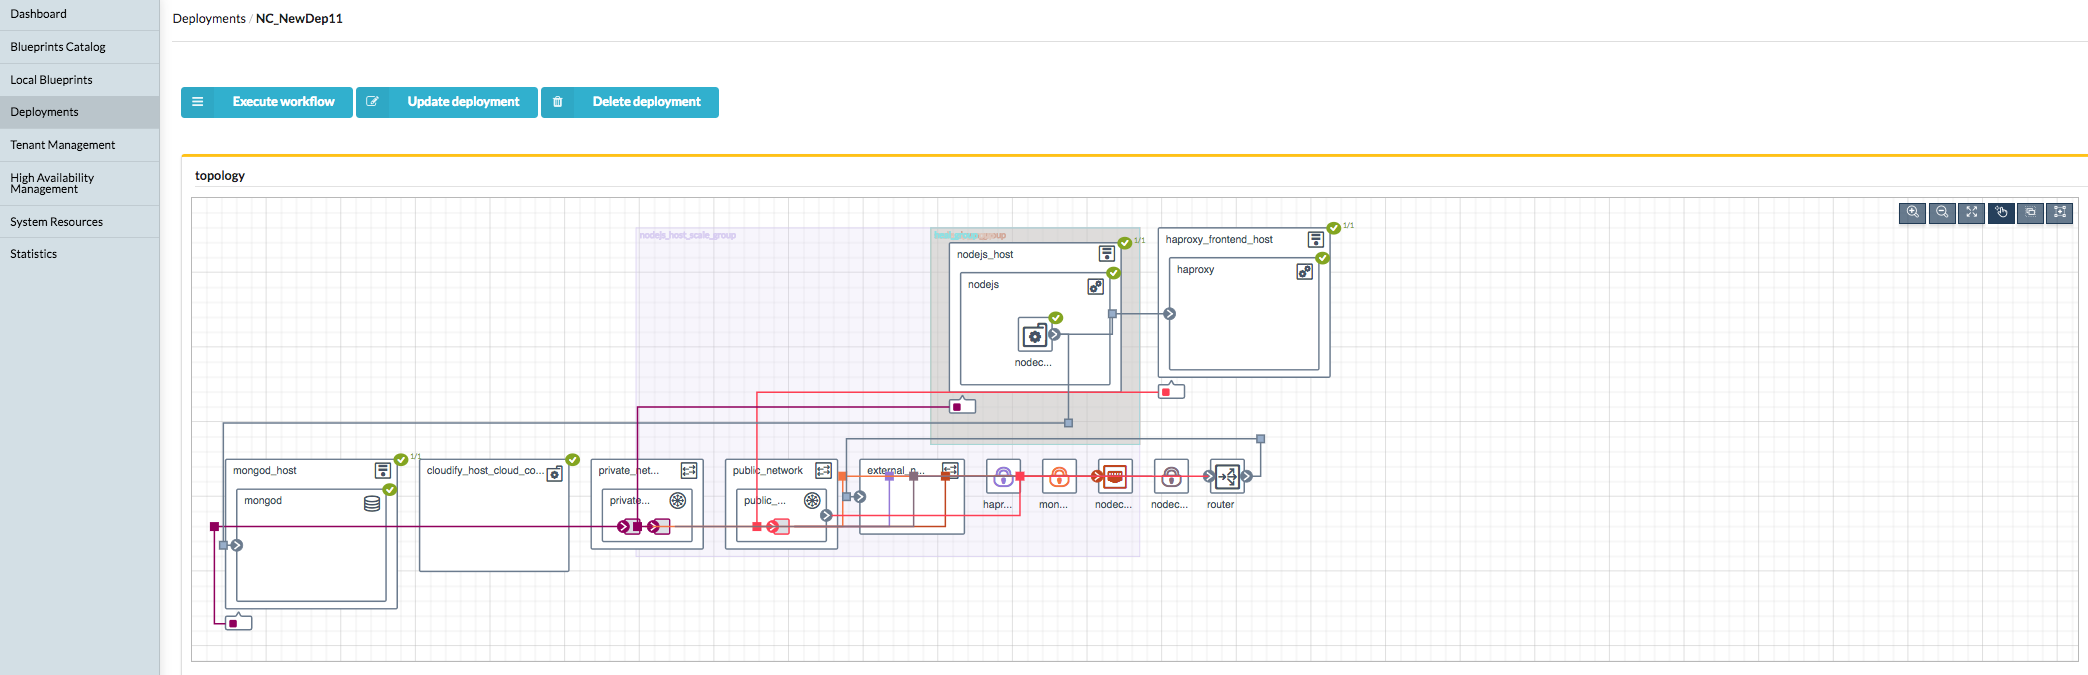 Dashboard
Blueprints Catalog
Local Blueprints
Deployments
Tenant Management
High Availability
Management
System Resources
Statistics
Deployments / NC_NewDep11
Execute workflow
Update deployment
Delete deployment
topology
nodejs_host_scale_group
1/1
nodejs_host
nodejs
nodec...
1/1
haproxy_frontend_host
haproxy
1/1
mongod_host
mongod
cloudify_host_cloud_co...
private_net...
private...
public_network
public_...
external_n...
hapr...
mon...
nodec...
nodec...
router